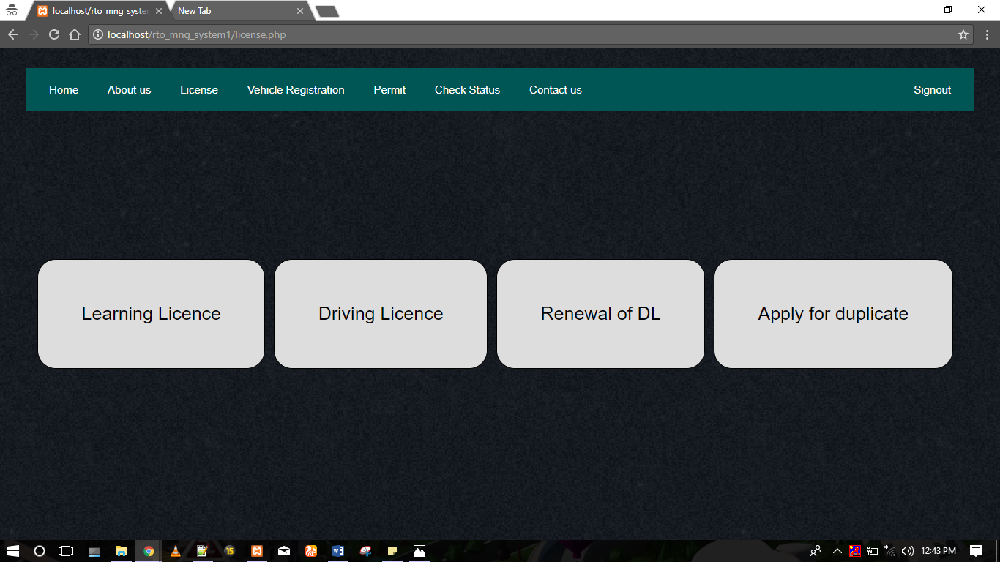 localhost/rto_mng_system
New Tab
localhost/rto_mng_system1/license.php
Home About us License Vehicle Registration Permit Check Status Contact us Signout
Learning Licence Driving Licence Renewal of DL Apply for duplicate
15 12:43 PM